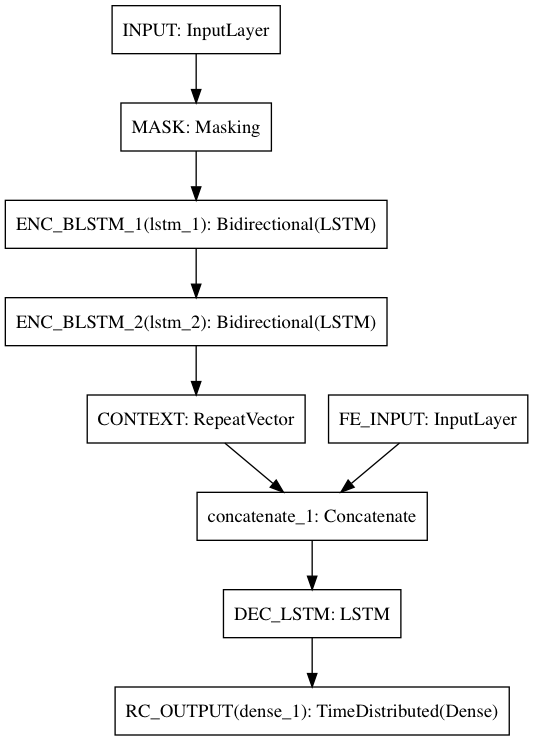 INPUT: InputLayer
MASK: Masking
ENC_BLSTM_1(lstm_1): Bidirectional(LSTM)
ENC_BLSTM_2(lstm_2): Bidirectional(LSTM)
CONTEXT: RepeatVector
FE_INPUT: InputLayer
concatenate_1: Concatenate
DEC_LSTM: LSTM
RC_OUTPUT(dense_1): TimeDistributed(Dense)